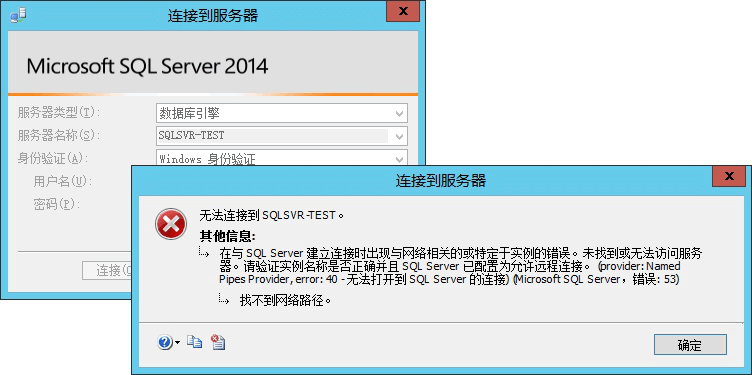 连接到服务器
Microsoft SQL Server 2014
服务器类型(T):
数据库引擎
服务器名称(S):
SQLSVR-TEST
身份验证(A):
Windows 身份验证
用户名(U):
密码(P):
连接(C
连接到服务器
无法连接到 SQLSVR-TEST。
其他信息:
在与 SQL Server 建立连接时出现与网络相关的或特定于实例的错误。未找到或无法访问服务
器。请验证实例名称是否正确并且 SQL Server 已配置为允许远程连接。 (provider: Named
Pipes Provider, error: 40 - 无法打开到 SQL Server 的连接) (Microsoft SQL Server，错误: 53)
找不到网络路径。
确定